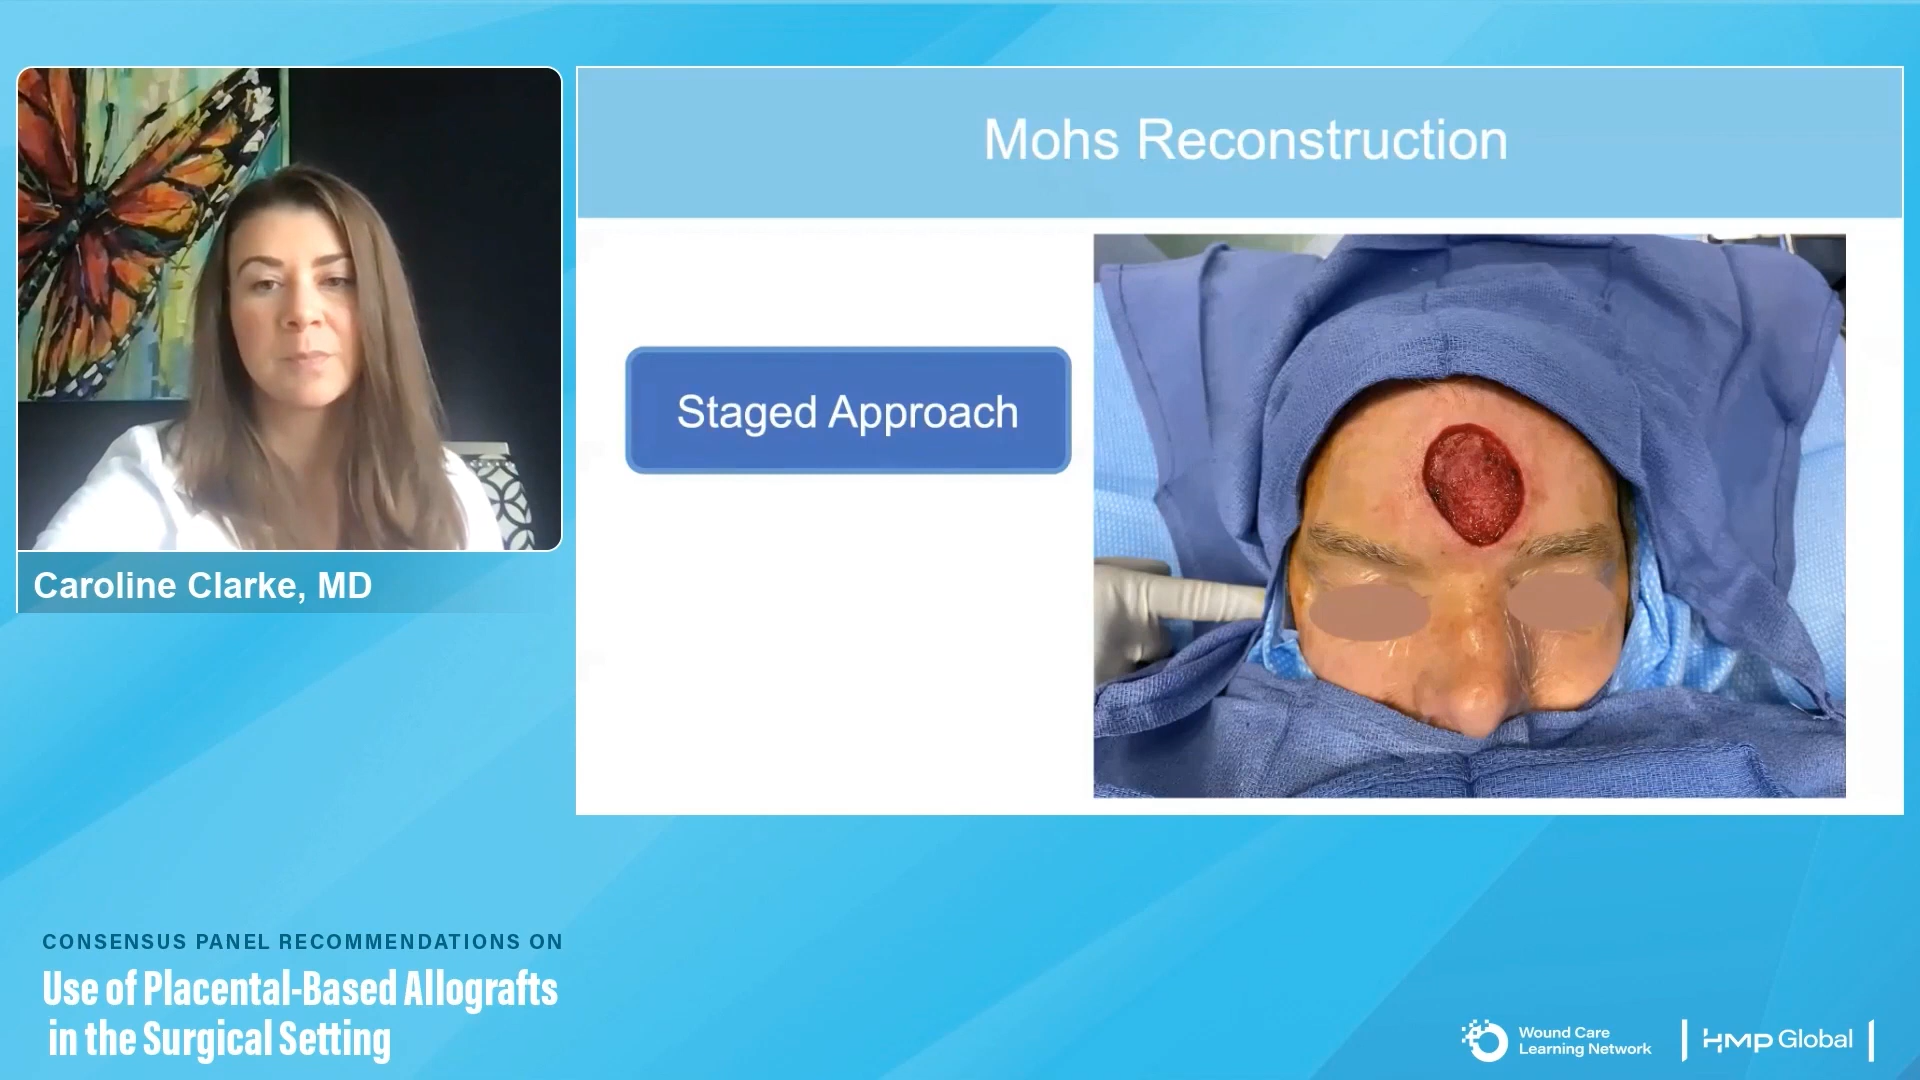 Mohs Reconstruction
Staged Approach
Caroline Clarke, MD
CONSENSUS PANEL RECOMMENDATIONS ON
Use of Placental-Based Allografts
in the Surgical Setting
Wound Care
Learning Network
HMP Global